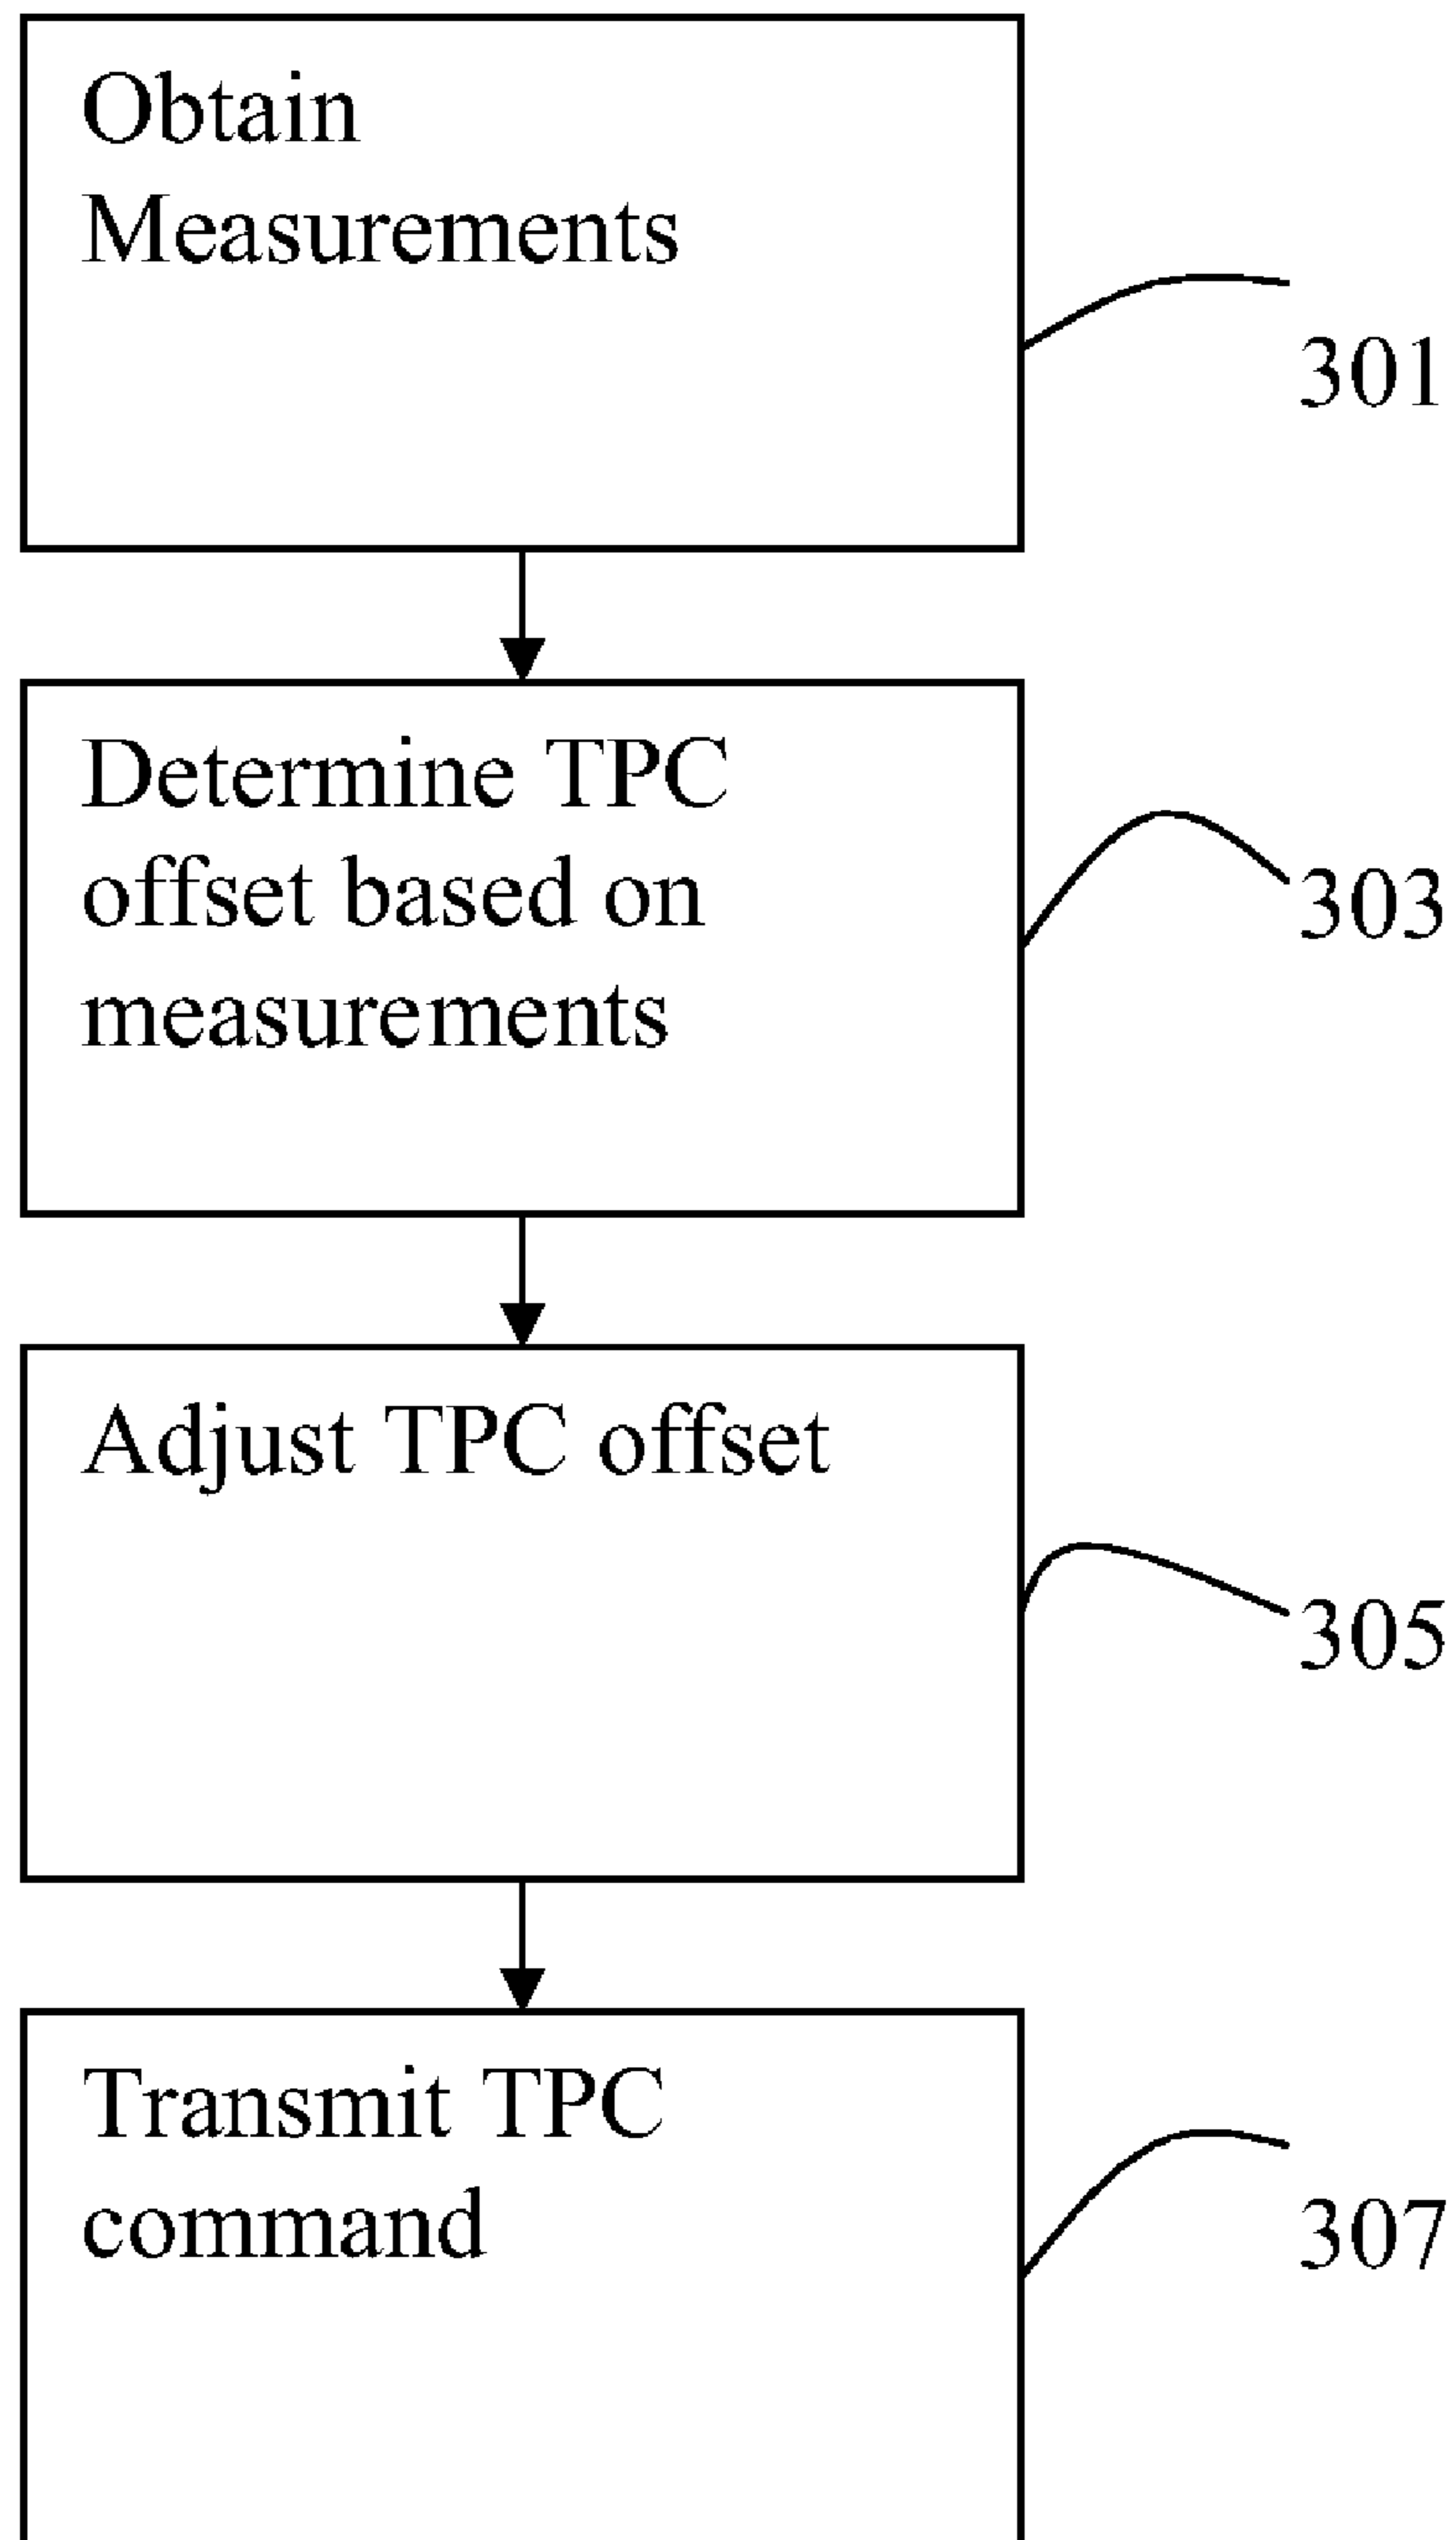 Obtain
Measurements
301
Determine TPC
offset based on
measurements
303
Adjust TPC offset
305
Transmit TPC
command
307